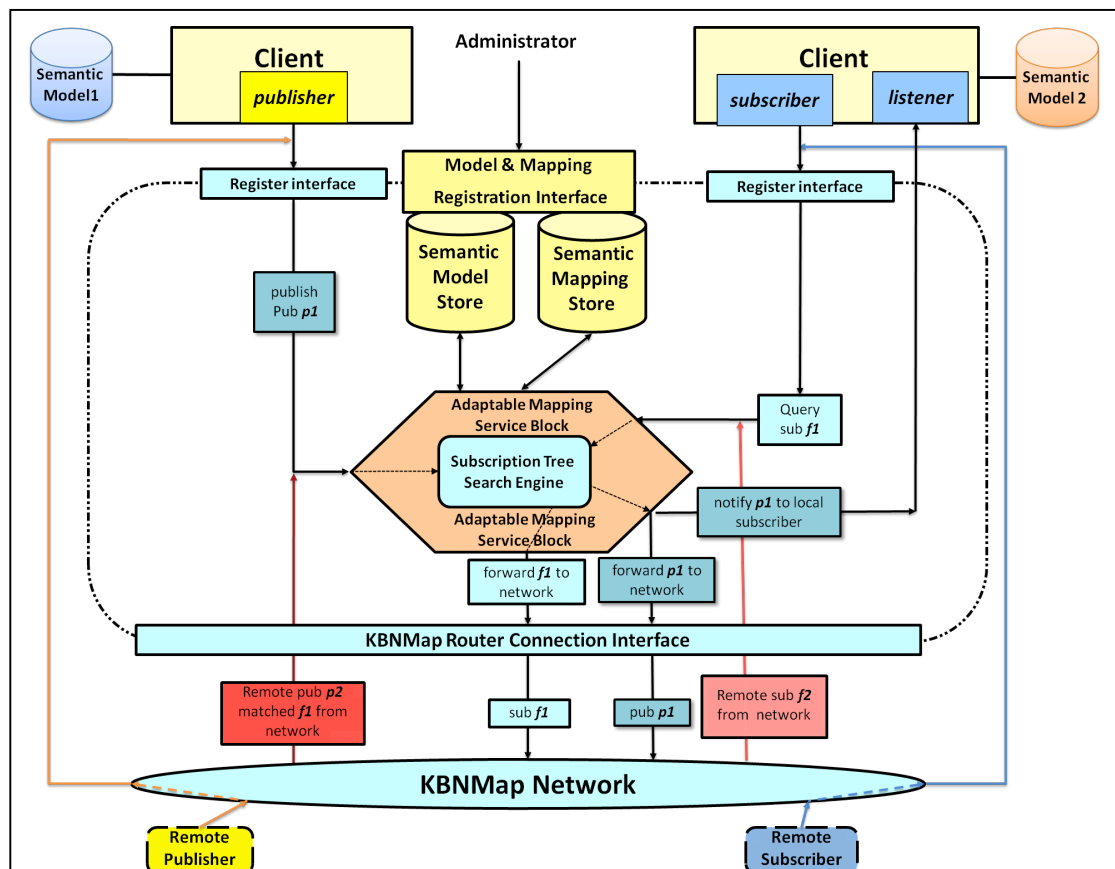 Client
Administrator
Client
Semantic
Model1
publisher
subscriber
listener
Semantic
Model 2
Model & Mapping
Registration Interface
Register interface
Register interface
Semantic
Model
Store
Semantic
Mapping
Store
publish
Pub p1
Adaptable Mapping
Service Block
Query
sub f1
Subscription Tree
Search Engine
notify p1 to local
subscriber
Adaptable Mapping
Service Block
forward f1 to
network
forward p1 to
network
KBNMap Router Connection Interface
Remote pub p2
matched f1 from
network
sub f1
pub p1
Remote sub f2
from network
KBNMap Network
Remote
Publisher
Remote
Subscriber